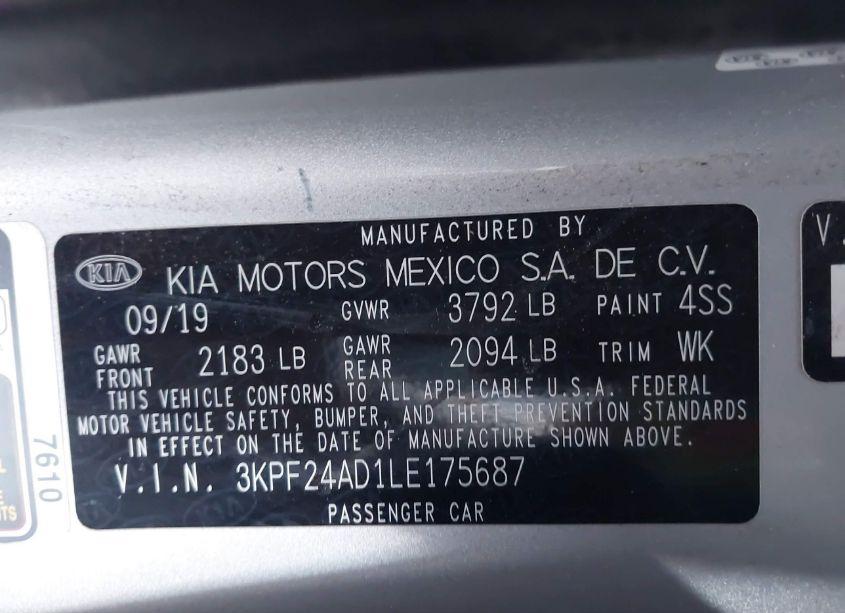 MANUFACTURED BY
KIA KIA MOTORS MEXICO S.A. DE C.V.
09/19 GVWR 3792 LB PAINT 4SS
GAWR FRONT 2183 LB GAWR REAR 2094 LB TRIM WK
THIS VEHICLE CONFORMS TO ALL APPLICABLE U.S.A. FEDERAL
MOTOR VEHICLE SAFETY, BUMPER, AND THEFT PREVENTION STANDARDS
IN EFFECT ON THE DATE OF MANUFACTURE SHOWN ABOVE.
V.I.N. 3KPF24AD1LE175687
PASSENGER CAR
7610
V.